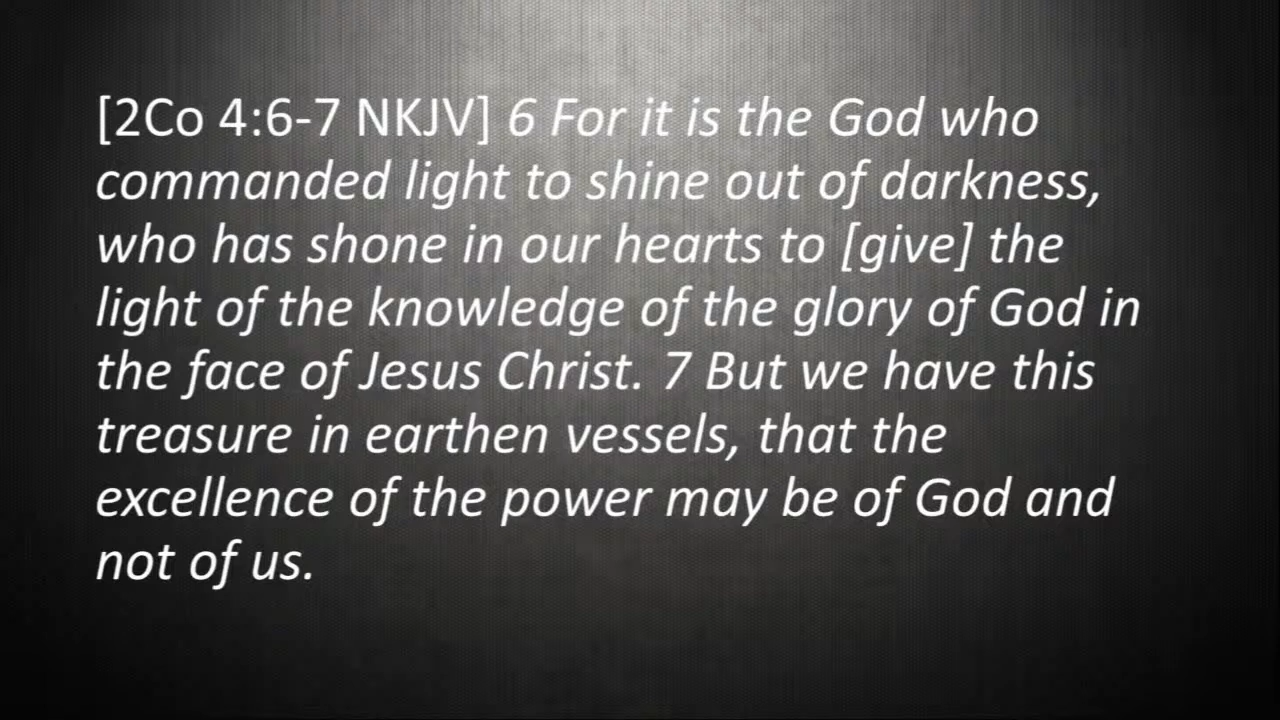 [2Co 4:6-7 NKJV] 6 For it is the God who
commanded light to shine out of darkness,
who has shone in our hearts to [give] the
light of the knowledge of the glory of God in
the face of Jesus Christ. 7 But we have this
treasure in earthen vessels, that the
excellence of the power may be of God and
not of us.